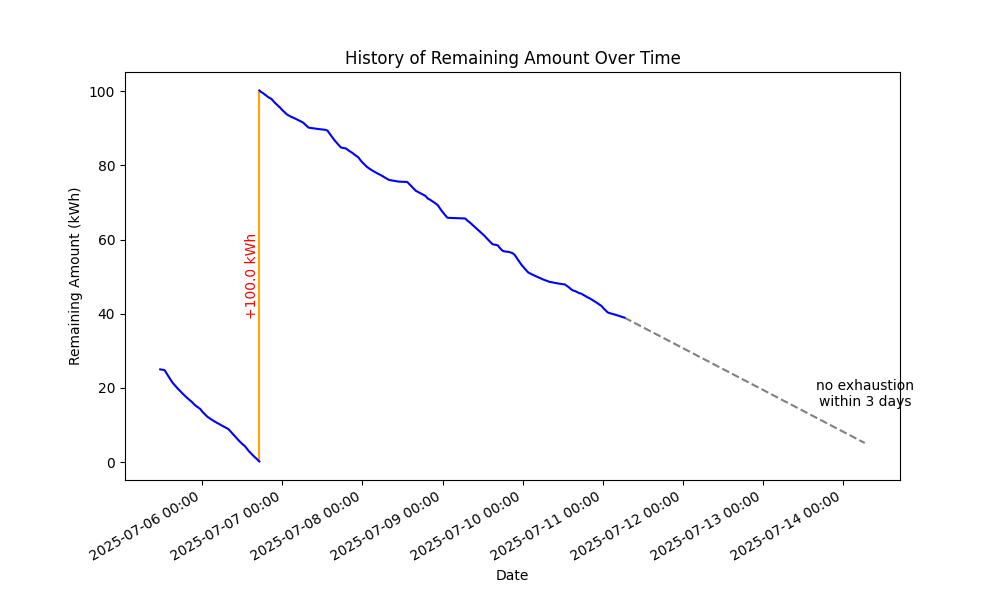 History of Remaining Amount Over Time
Remaining Amount (kWh)
100
80
60
40
20
0
+100.0 kWh
no exhaustion
within 3 days
2025-07-06 00:00
2025-07-07 00:00
2025-07-08 00:00
2025-07-09 00:00
2025-07-10 00:00
2025-07-11 00:00
2025-07-12 00:00
2025-07-13 00:00
2025-07-14 00:00
Date